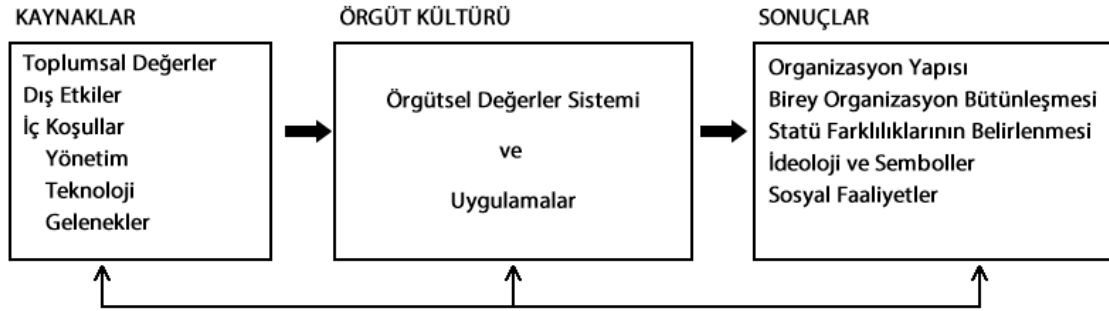 KAYNAKLAR
Toplumsal Değerler
Dış Etkiler
İç Koşullar
Yönetim
Teknoloji
Gelenekler
ÖRGÜT KÜLTÜRÜ
Örgütsel Değerler Sistemi
ve
Uygulamalar
SONUÇLAR
Organizasyon Yapısı
Birey Organizasyon Bütünleşmesi
Statü Farklılıklarının Belirlenmesi
İdeoloji ve Semboller
Sosyal Faaliyetler